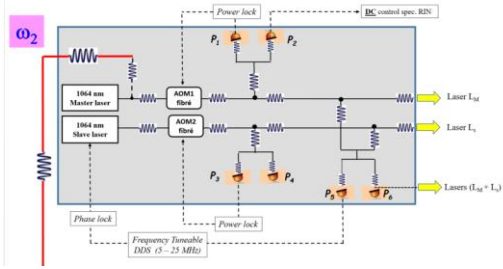 Power lock
DC control spec. RIN
ω2
P1
P2
1064 nm
Master laser
AOM1
fibré
Laser LM
1064 nm
Slave laser
AOM2
fibré
Laser Ls
P3
P4
P5
P6
Lasers (LM + Ls)
Phase lock
Power lock
Frequency Tuneable
DDS (5 – 25 MHz)